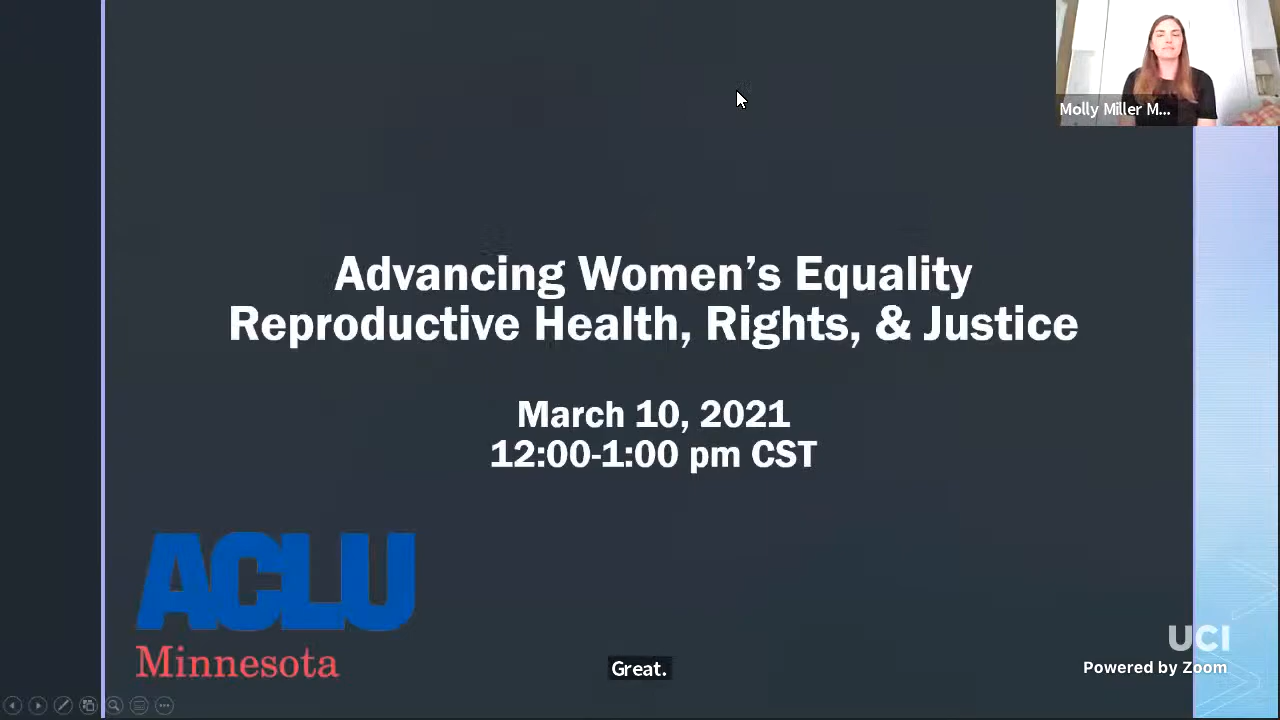 Molly Miller M...
Advancing Women's Equality
Reproductive Health, Rights, & Justice
March 10, 2021
12:00-1:00 pm CST
ACLU
Minnesota
Great.
UCI
Powered by Zoom